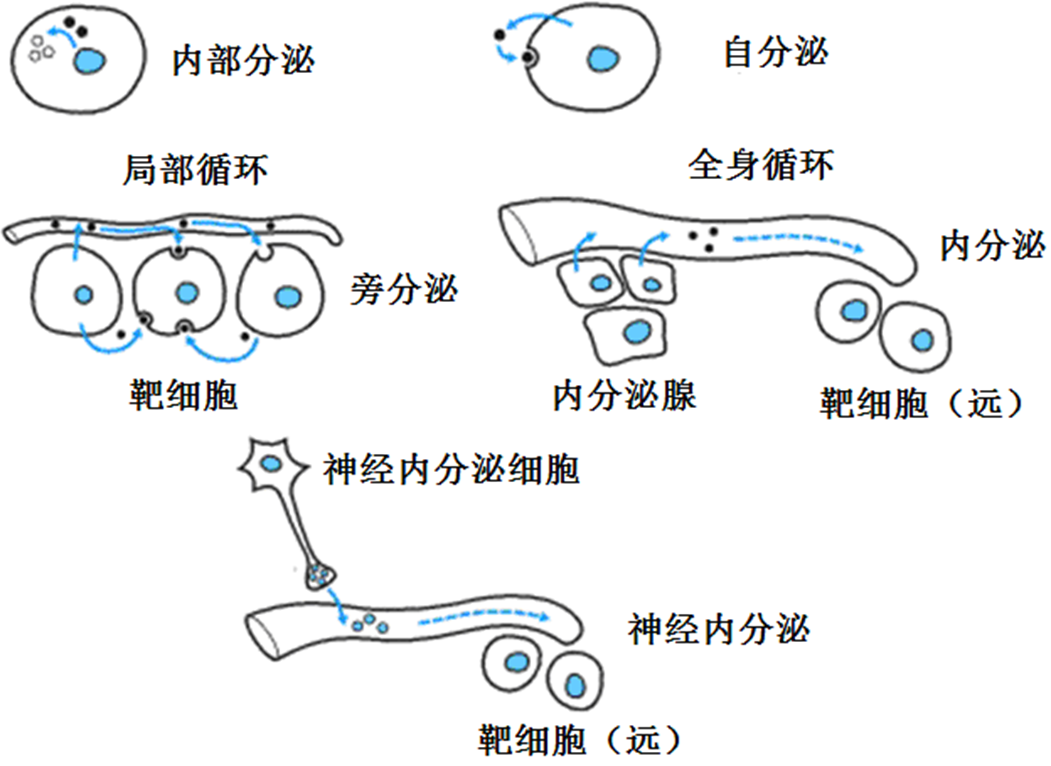 内部分泌
自分泌
局部循环
全身循环
内分泌
旁分泌
靶细胞
内分泌腺
靶细胞（远）
神经内分泌细胞
神经内分泌
靶细胞（远）